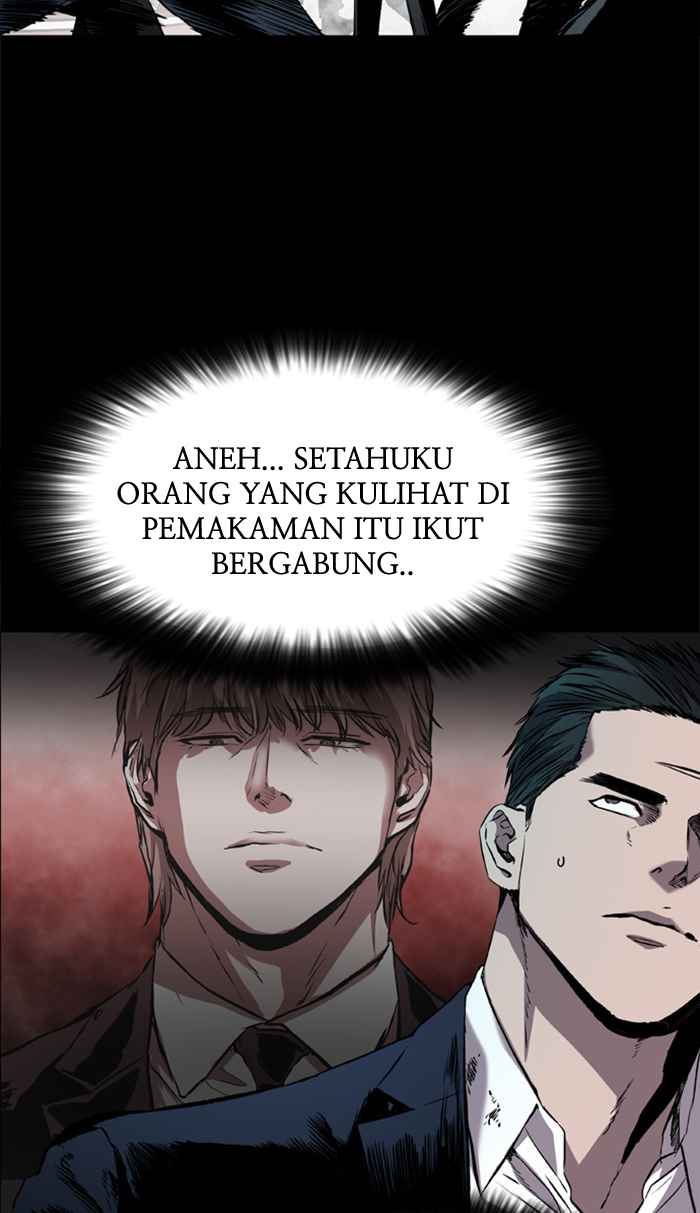 ANEH... SETAHUKU
ORANG YANG KULIHAT DI
PEMAKAMAN ITU IKUT
BERGABUNG..